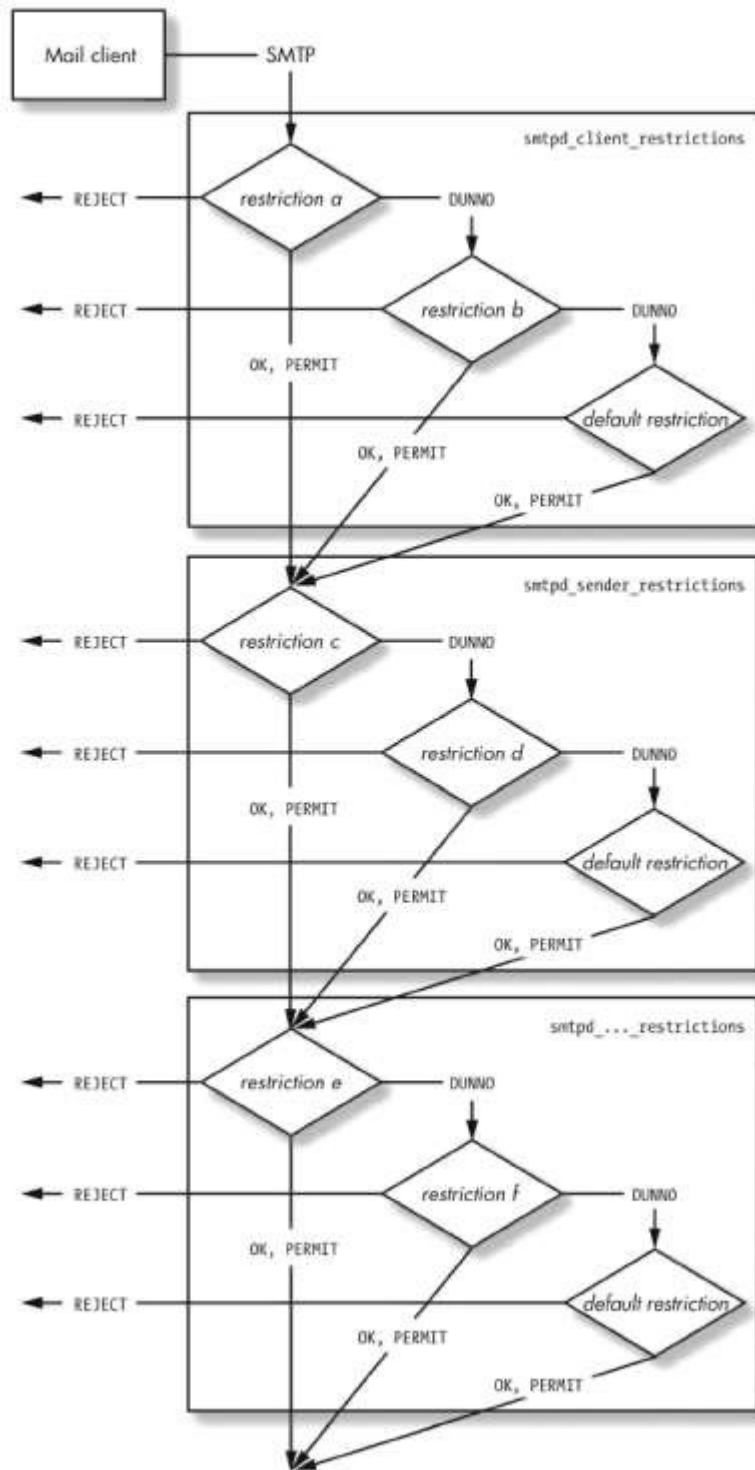 Mail client
SMTP
smtpd_client_restrictions
REJECT
restriction a
DUNNO
REJECT
restriction b
DUNNO
OK, PERMIT
REJECT
default restriction
OK, PERMIT
OK, PERMIT
smtpd_sender_restrictions
REJECT
restriction c
DUNNO
REJECT
restriction d
DUNNO
OK, PERMIT
REJECT
default restriction
OK, PERMIT
OK, PERMIT
smtpd_..._restrictions
REJECT
restriction e
DUNNO
REJECT
restriction f
DUNNO
OK, PERMIT
REJECT
default restriction
OK, PERMIT
OK, PERMIT